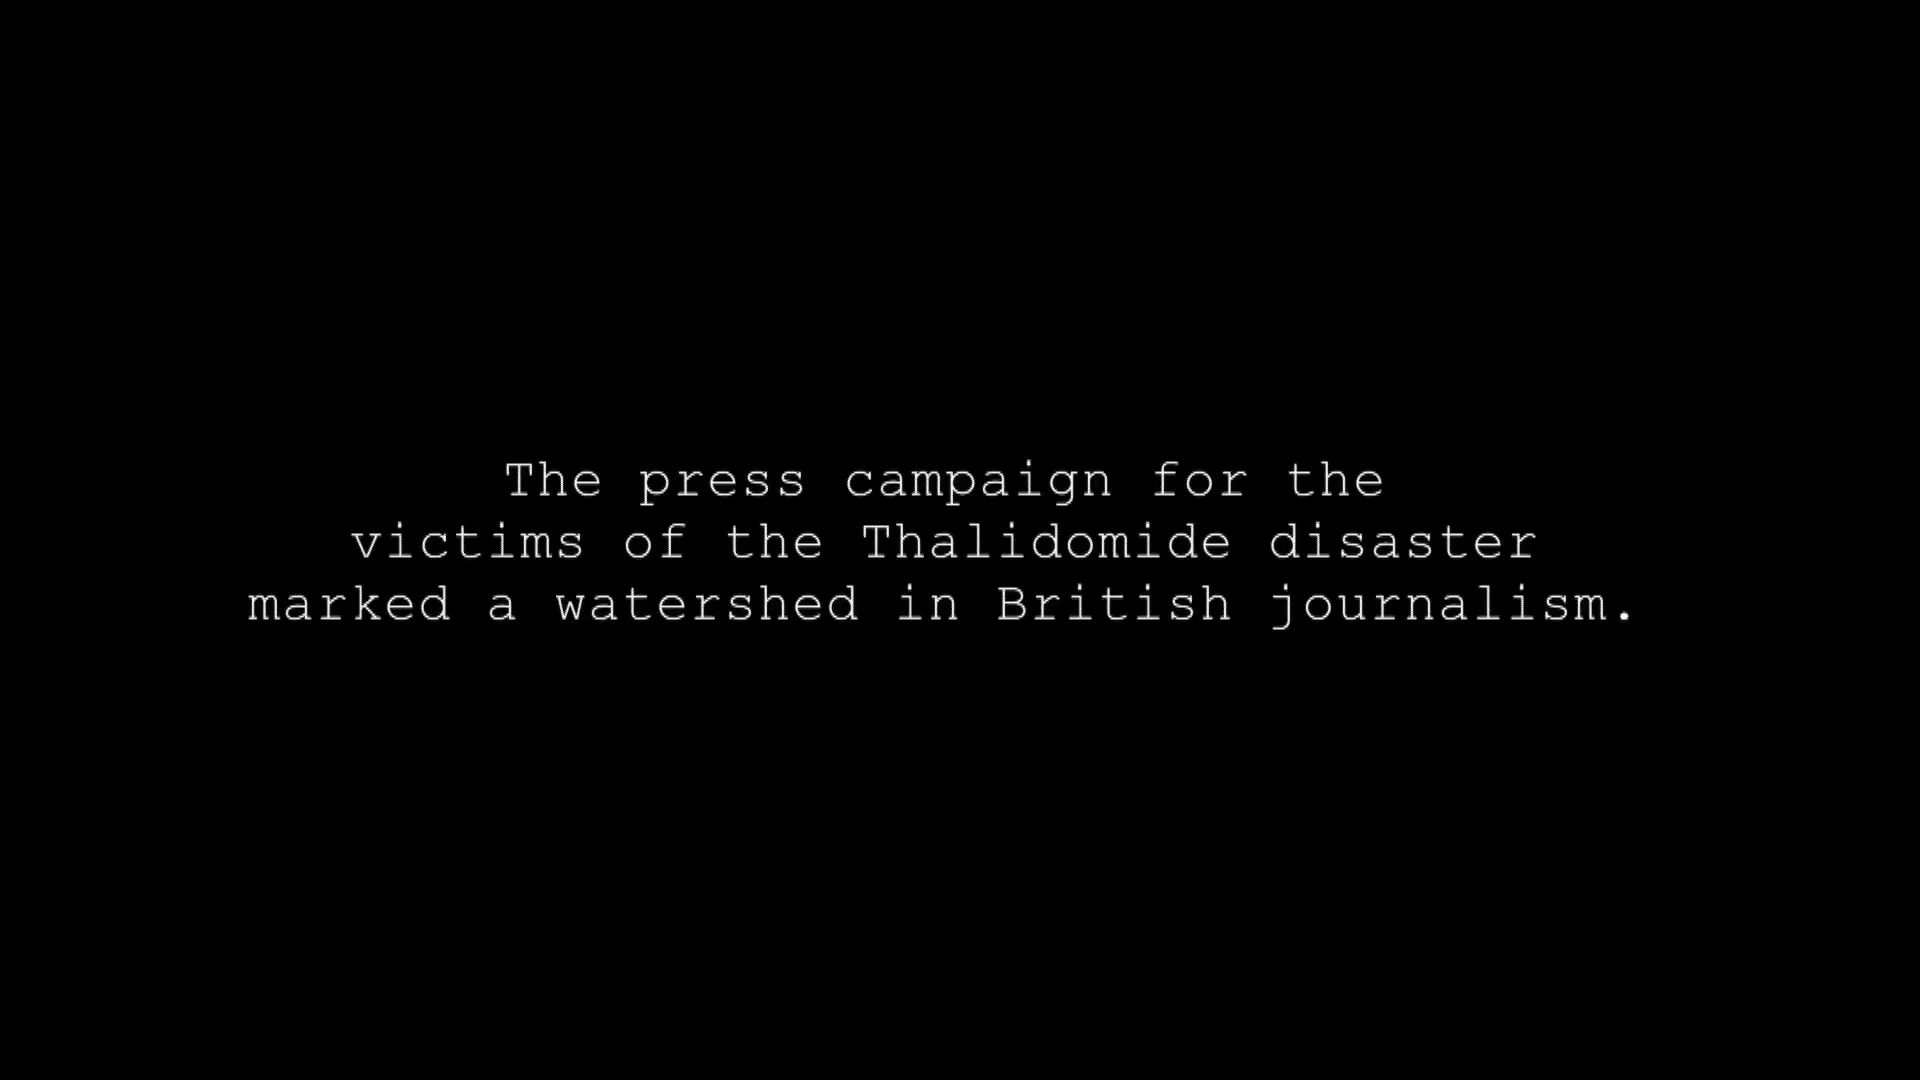 The press campaign for the
victims of the Thalidomide disaster
marked a watershed in British journalism.